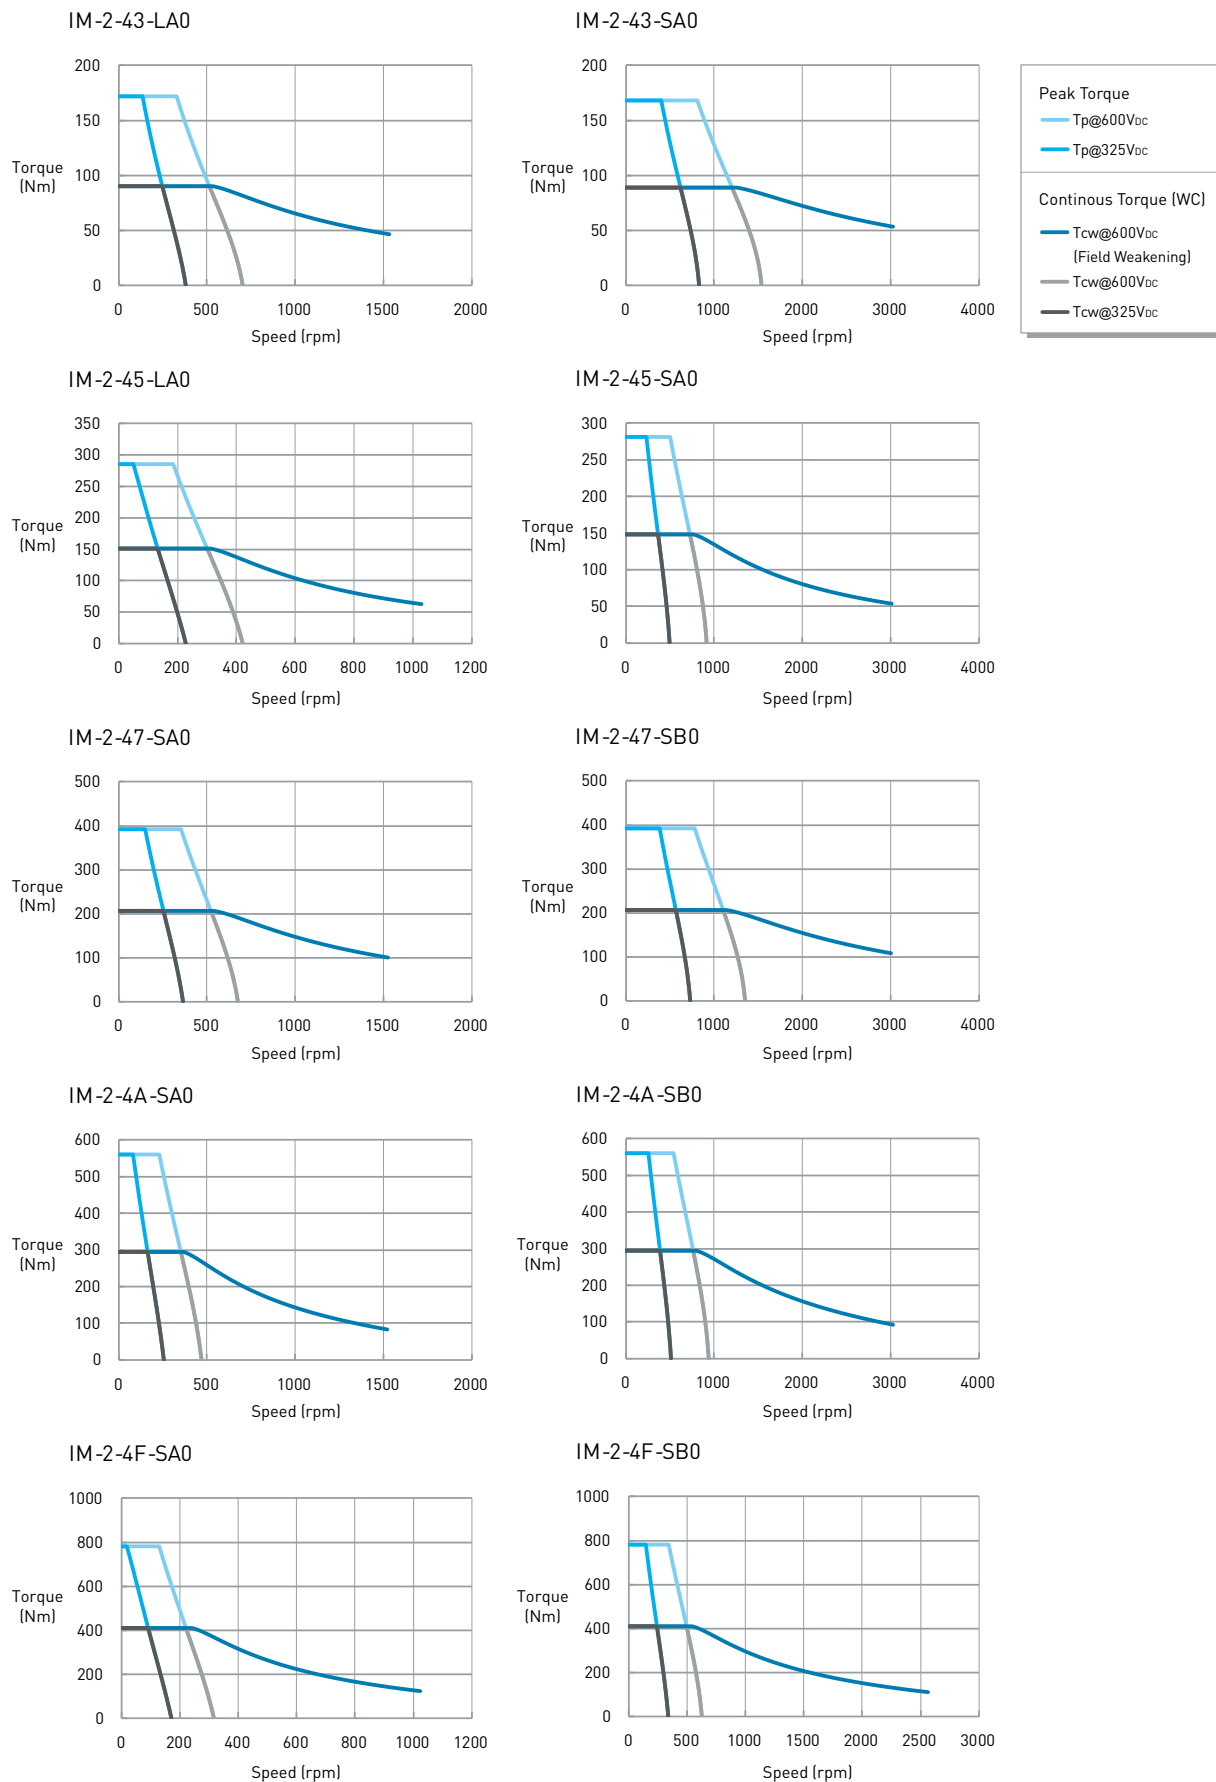 IM-2-43-LA0
IM-2-43-SA0
200
150
100
50
0
Torque
(Nm)
0 500 1000 1500 2000
Speed (rpm)
200
150
100
50
0
0 1000 2000 3000 4000
Speed (rpm)
Peak Torque
Tp@600VDC
Tp@325VDC
Continous Torque (WC)
Tcw@600VDC
(Field Weakening)
Tcw@600VDC
Tcw@325VDC
IM-2-45-LA0
IM-2-45-SA0
350
300
250
200
150
100
50
0
Torque
(Nm)
0 200 400 600 800 1000 1200
Speed (rpm)
300
250
200
150
100
50
0
Torque
(Nm)
0 1000 2000 3000 4000
Speed (rpm)
IM-2-47-SA0
IM-2-47-SB0
500
400
300
200
100
0
Torque
(Nm)
0 500 1000 1500 2000
Speed (rpm)
500
400
300
200
100
0
Torque
(Nm)
0 1000 2000 3000 4000
Speed (rpm)
IM-2-4A-SA0
IM-2-4A-SB0
600
500
400
300
200
100
0
Torque
(Nm)
0 500 1000 1500 2000
Speed (rpm)
600
500
400
300
200
100
0
Torque
(Nm)
0 1000 2000 3000 4000
Speed (rpm)
IM-2-4F-SA0
IM-2-4F-SB0
1000
800
600
400
200
0
Torque
(Nm)
0 200 400 600 800 1000 1200
Speed (rpm)
1000
800
600
400
200
0
Torque
(Nm)
0 500 1000 1500 2000 2500 3000
Speed (rpm)